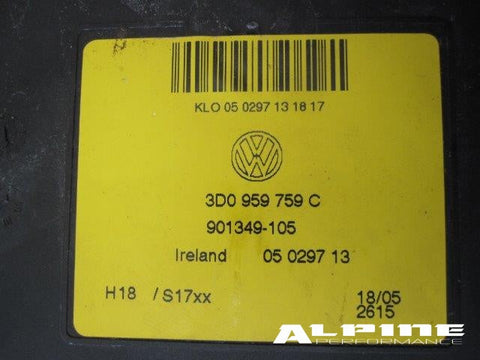 KLO 05 0297 13 18 17
VW
3D0 959 759 C
901349-105
Ireland 05 0297 13
H18 /S17xx 18/05
2615
ALPINE
PERFORMANCE